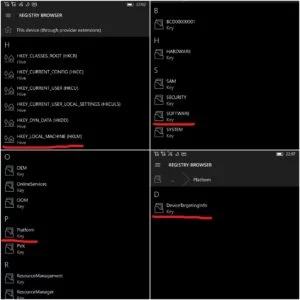 22:02
REGISTRY BROWSER
This device (through provider extensions)
H
HKEY_CLASSES_ROOT (HKCR)
Hive
HKEY_CURRENT_CONFIG (HKCC)
Hive
HKEY_CURRENT_USER (HKCU)
Hive
HKEY_CURRENT_USER_LOCAL_SETTINGS (HKCULS)
Hive
HKEY_DYN_DATA (HKDD)
Hive
HKEY_LOCAL_MACHINE (HKLM)
Hive
B
BCD00000001
Key
H
HARDWARE
Key
S
SAM
Key
SECURITY
Key
SOFTWARE
Key
SYSTEM
Key
O
OEM
Key
OnlineServices
Key
OOM
Key
P
Platform
Key
PVK
Key
R
ResourceManagement
Key
ResourceManager
Key
REGISTRY BROWSER
... Platform
D
DeviceTargetingInfo
Key